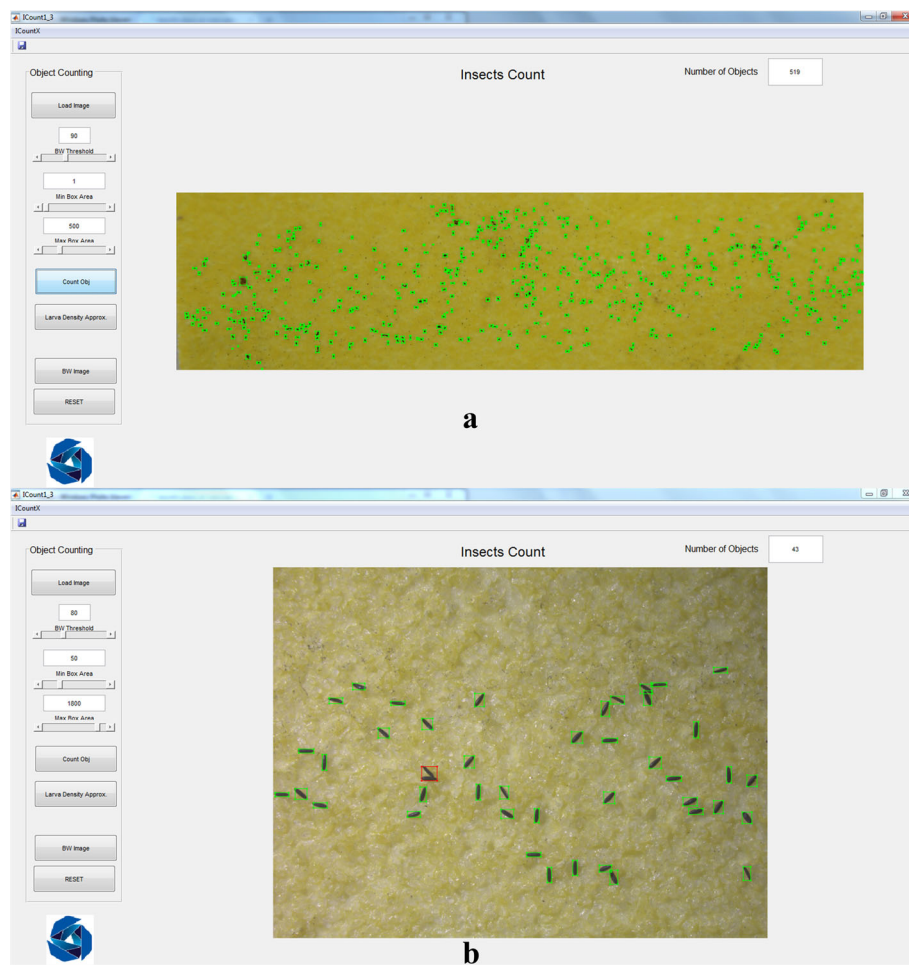 ICount1_3
ICountX
Object Counting
Insects Count
Number of Objects
519
Load Image
90
BW Threshold
1
Min Box Area
500
Max Box Area
Count Obj
Larva Density Approx.
BW Image
RESET
a
ICount1_3
ICountX
Object Counting
Insects Count
Number of Objects
43
Load Image
80
BW Threshold
50
Min Box Area
1800
Max Box Area
Count Obj
Larva Density Approx.
BW Image
RESET
b